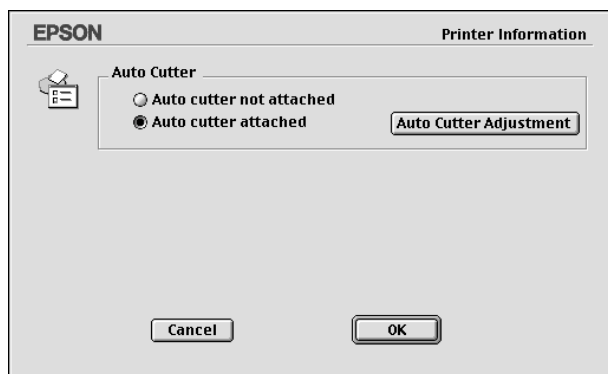 EPSON
Printer Information
Auto Cutter
Auto cutter not attached
Auto cutter attached
Auto Cutter Adjustment
Cancel
OK